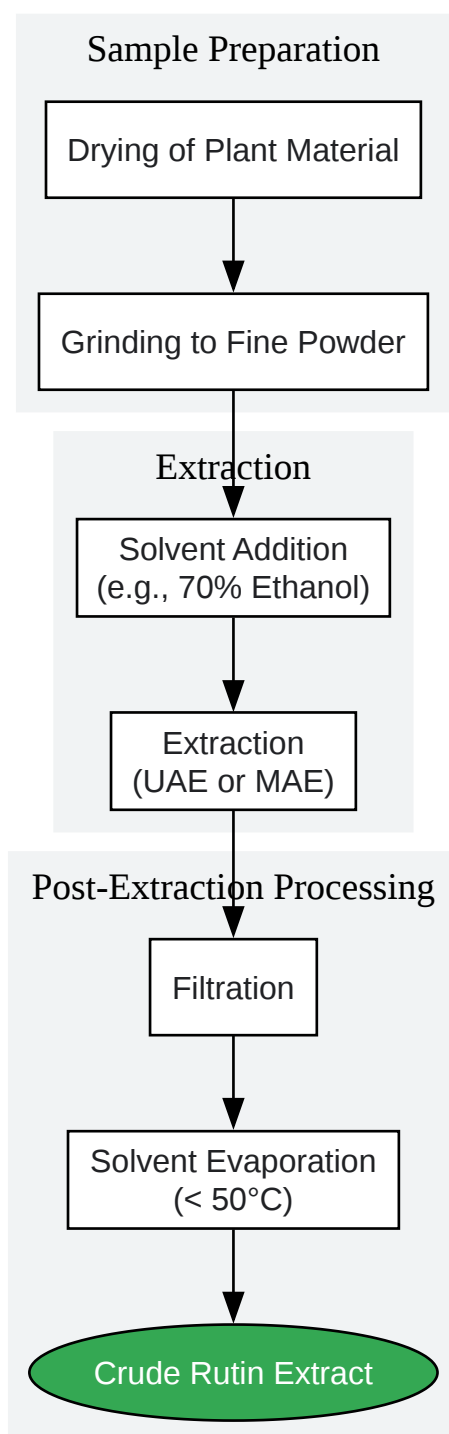 Sample Preparation
Drying of Plant Material
Grinding to Fine Powder
Extraction
Solvent Addition
(e.g., 70% Ethanol)
Extraction
(UAE or MAE)
Post-Extraction Processing
Filtration
Solvent Evaporation
(< 50°C)
Crude Rutin Extract